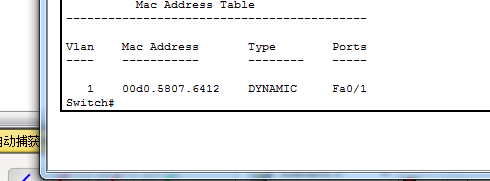 Mac Address Table
-------------------------------------------
Vlan Mac Address Type Ports
---- ----------- -------- -----
1 00d0.5807.6412 DYNAMIC Fa0/1
Switch#
自动捕获